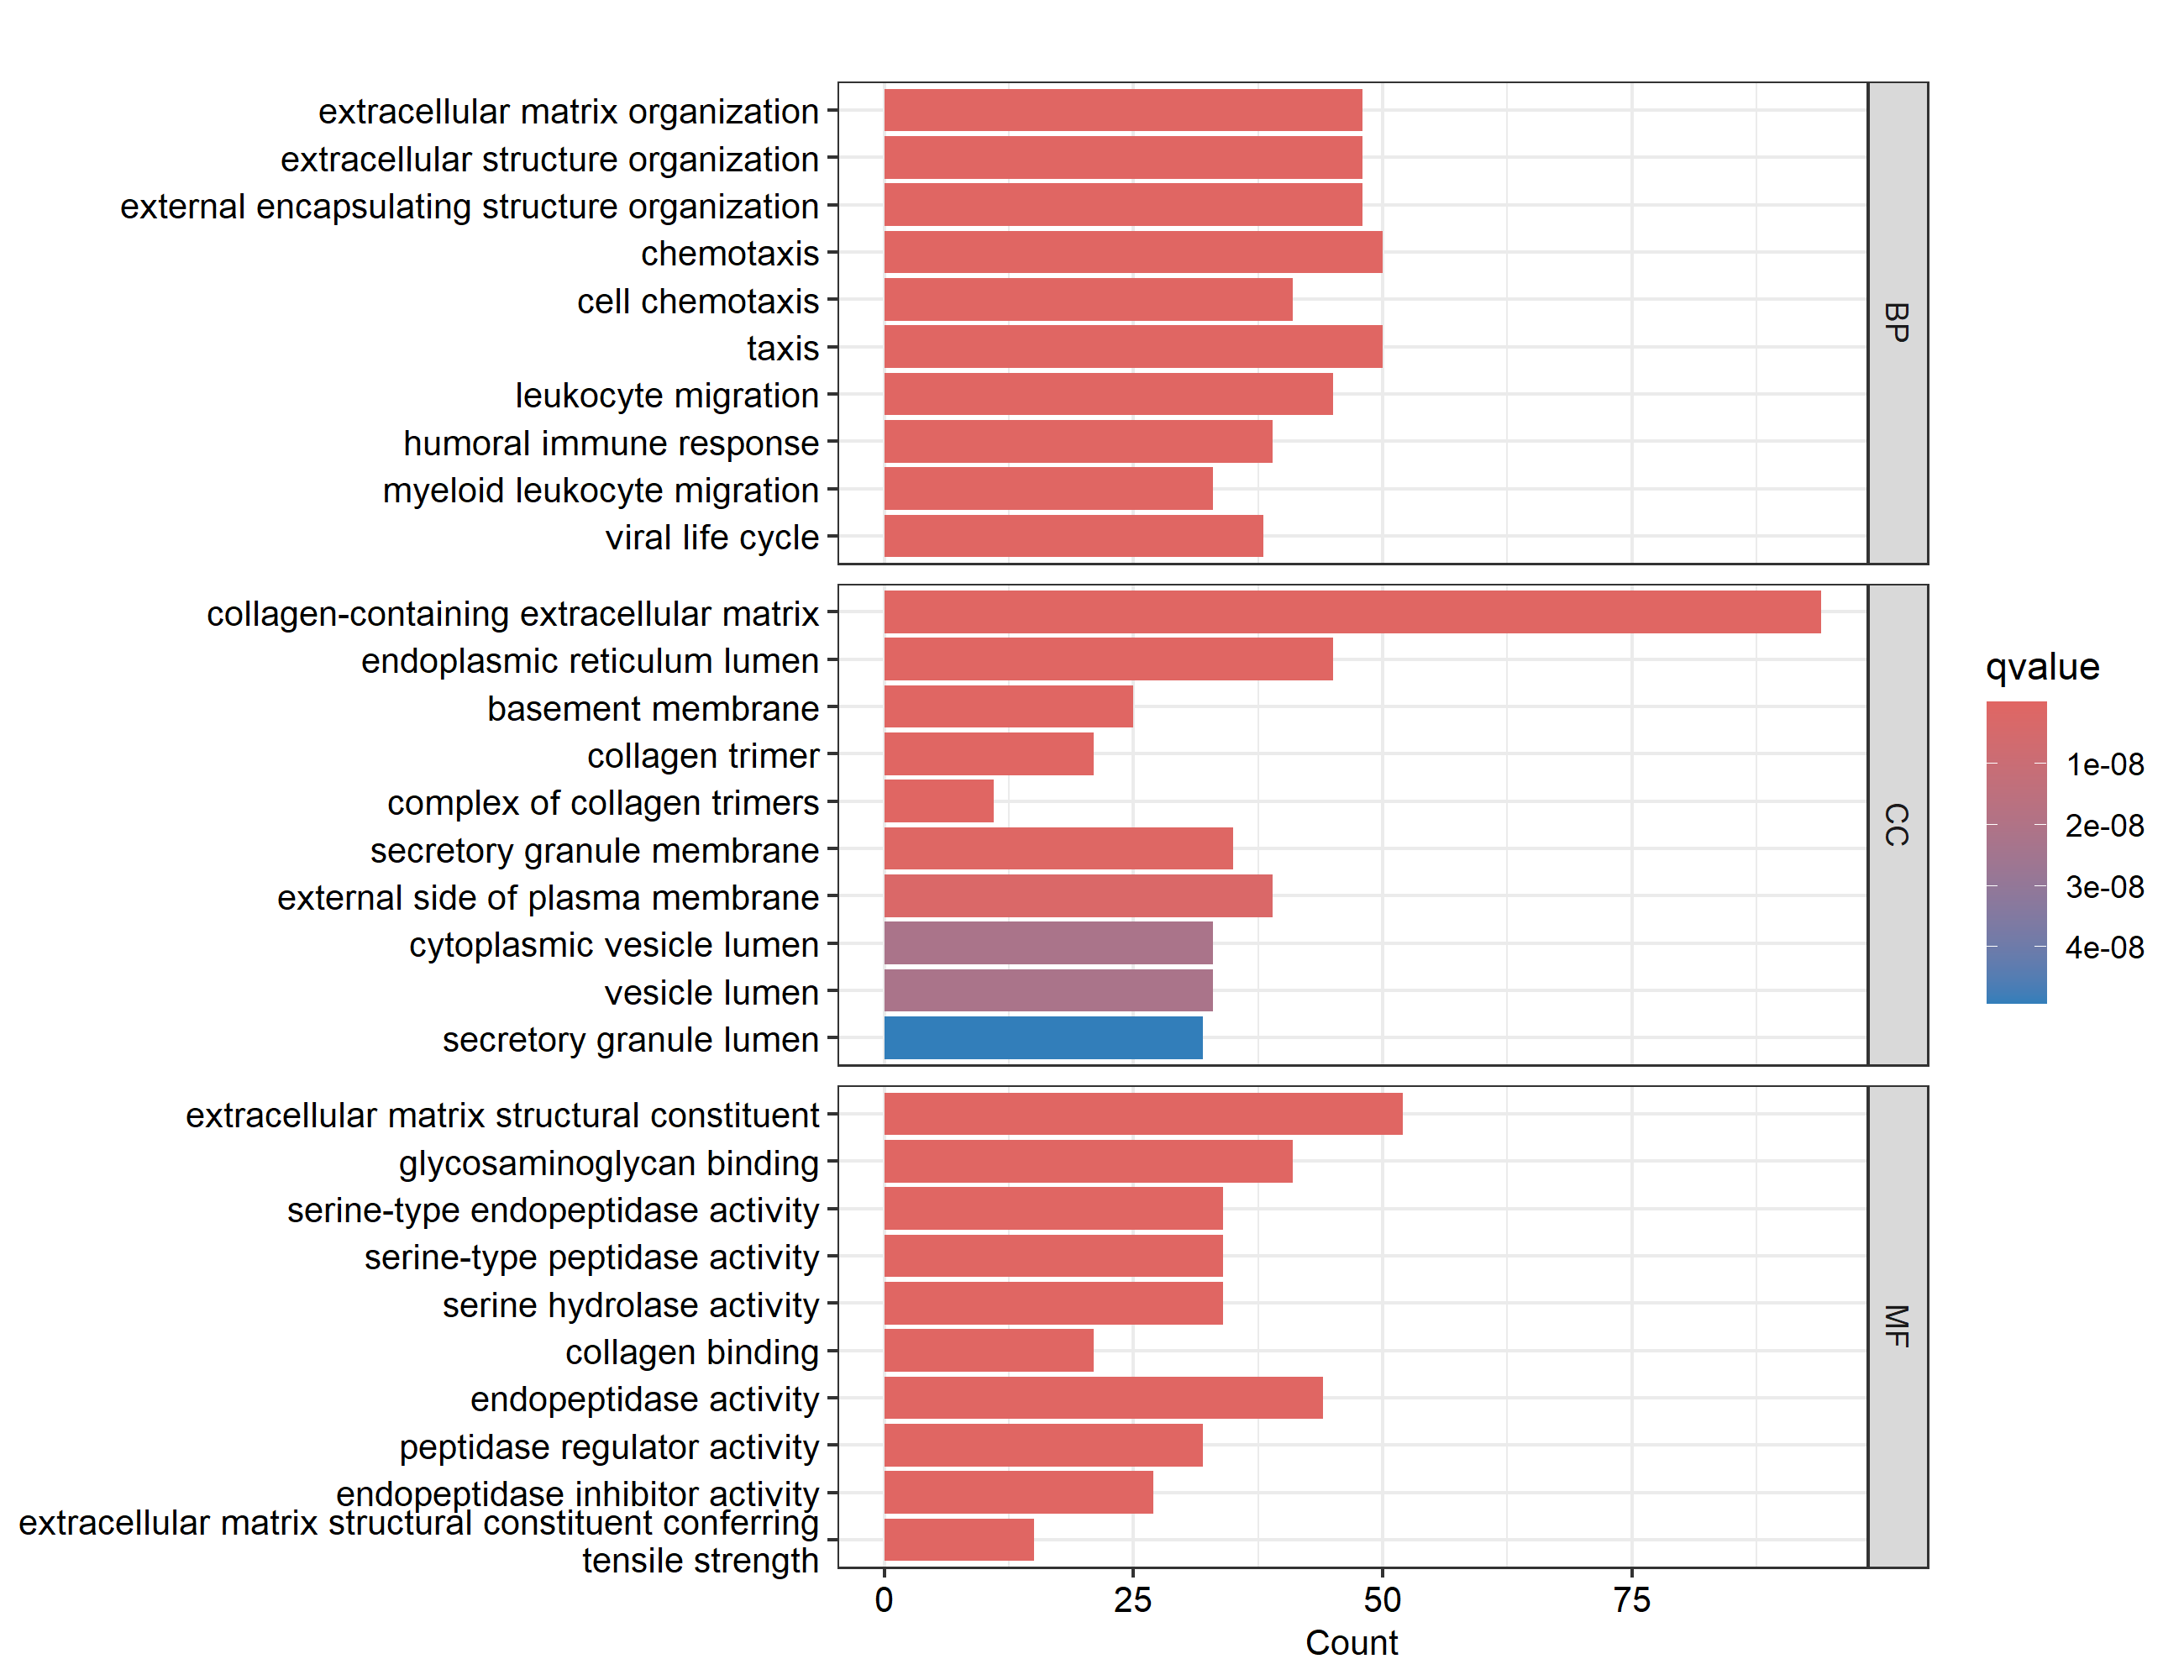 extracellular matrix organization
extracellular structure organization
external encapsulating structure organization
chemotaxis
cell chemotaxis
taxis
leukocyte migration
humoral immune response
myeloid leukocyte migration
viral life cycle
BP
collagen-containing extracellular matrix
endoplasmic reticulum lumen
basement membrane
collagen trimer
complex of collagen trimers
secretory granule membrane
external side of plasma membrane
cytoplasmic vesicle lumen
vesicle lumen
secretory granule lumen
CC
extracellular matrix structural constituent
glycosaminoglycan binding
serine-type endopeptidase activity
serine-type peptidase activity
serine hydrolase activity
collagen binding
endopeptidase activity
peptidase regulator activity
endopeptidase inhibitor activity
extracellular matrix structural constituent conferring
tensile strength
MF
0 25 50 75
Count
qvalue
1e-08
2e-08
3e-08
4e-08